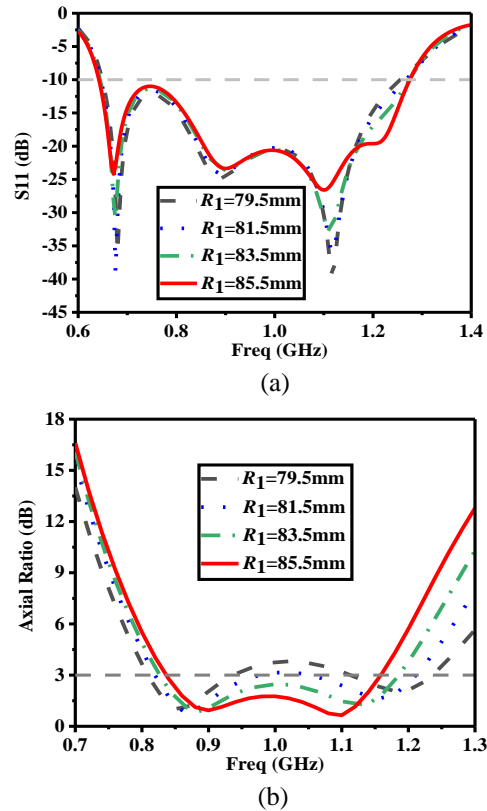 0
-5
-10
-15
-20
-25
-30
-35
-40
-45
S11 (dB)
R1=79.5mm
R1=81.5mm
R1=83.5mm
R1=85.5mm
0.6 0.8 1.0 1.2 1.4
Freq (GHz)
(a)
18
15
12
9
6
3
0
Axial Ratio (dB)
R1=79.5mm
R1=81.5mm
R1=83.5mm
R1=85.5mm
0.7 0.8 0.9 1.0 1.1 1.2 1.3
Freq (GHz)
(b)